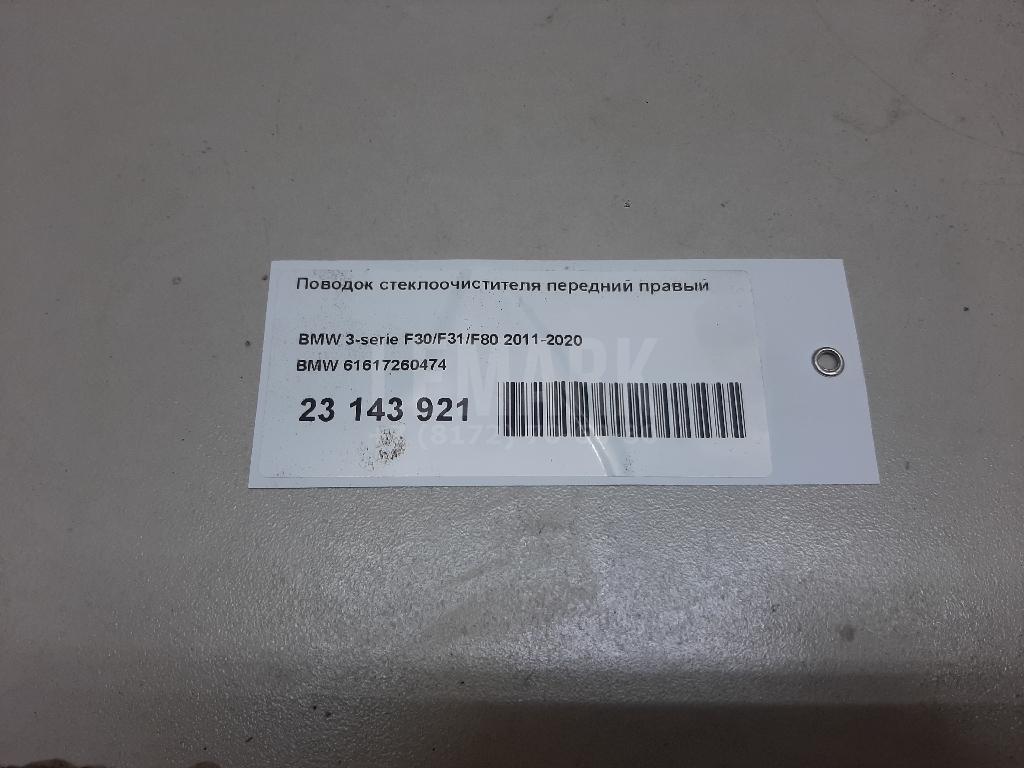 Поводок стеклоочистителя передний правый
BMW 3-serie F30/F31/F80 2011-2020
BMW 61617260474
23 143 921